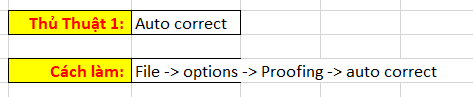 Thủ Thuật 1: Auto correct
Cách làm: File -> options -> Proofing -> auto correct